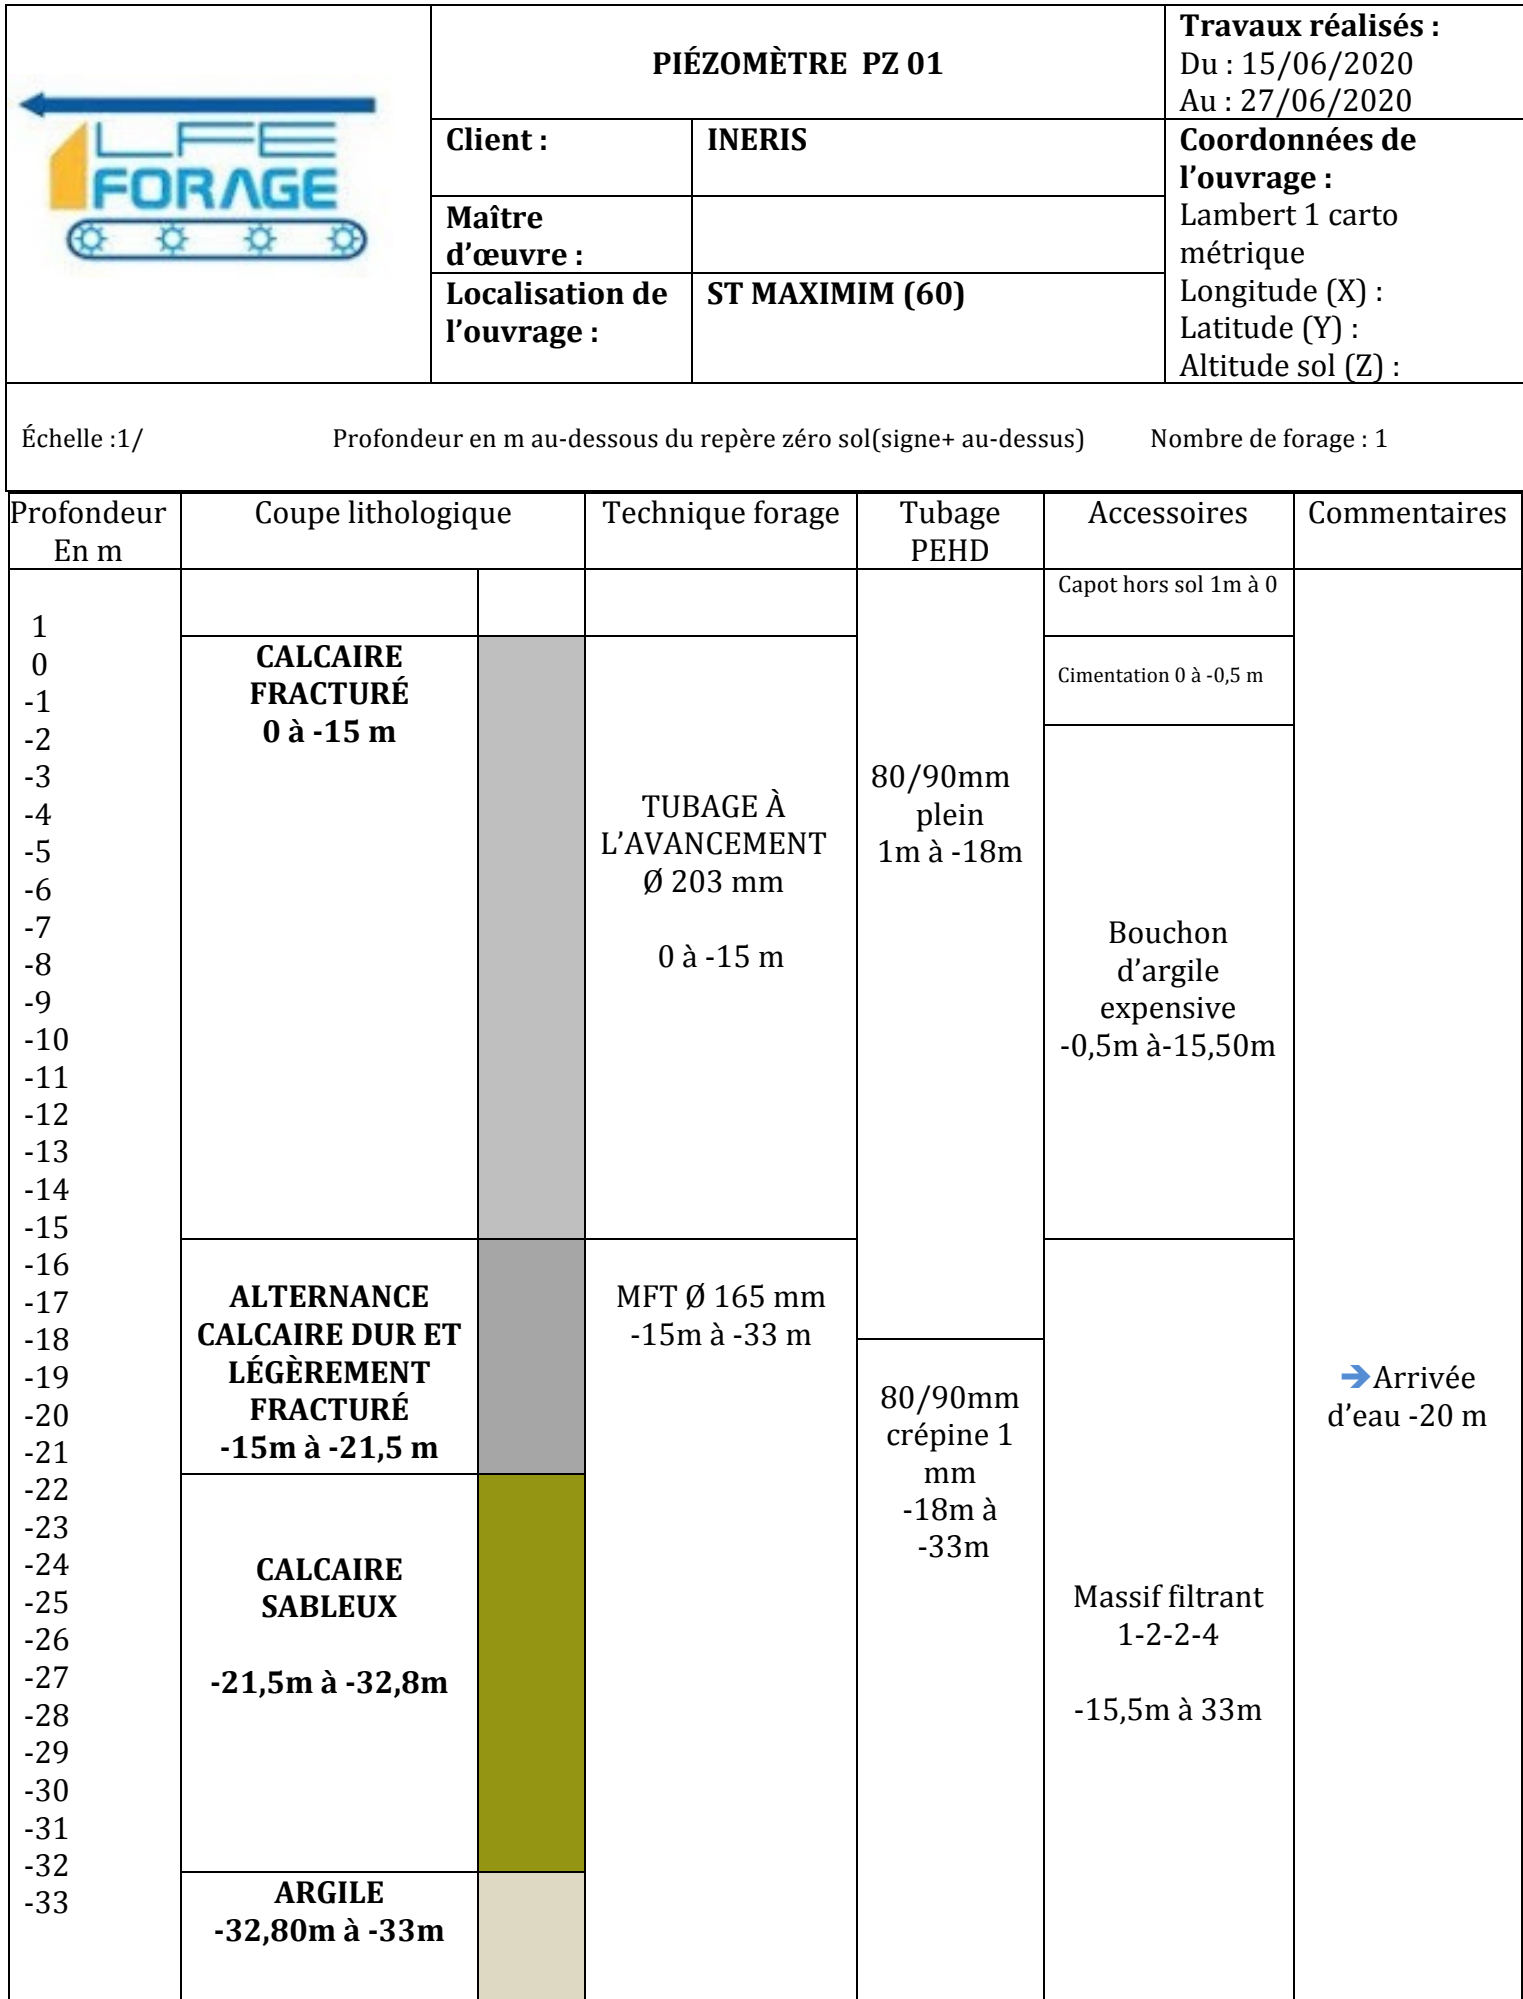 LFE
FORAGE
PIÉZOMÈTRE PZ 01
Travaux réalisés :
Du : 15/06/2020
Au : 27/06/2020
Client :
INERIS
Maître
d’œuvre :
Localisation de
l’ouvrage :
ST MAXIMIM (60)
Coordonnées de
l’ouvrage :
Lambert 1 carto
métrique
Longitude (X) :
Latitude (Y) :
Altitude sol (Z) :
Échelle :1/ Profondeur en m au-dessous du repère zéro sol(signe+ au-dessus) Nombre de forage : 1
Profondeur
En m
Coupe lithologique
Technique forage
Tubage
PEHD
Accessoires
Commentaires
1
0
-1
-2
-3
-4
-5
-6
-7
-8
-9
-10
-11
-12
-13
-14
-15
-16
-17
-18
-19
-20
-21
-22
-23
-24
-25
-26
-27
-28
-29
-30
-31
-32
-33
CALCAIRE
FRACTURÉ
0 à -15 m
ALTERNANCE
CALCAIRE DUR ET
LÉGÈREMENT
FRACTURÉ
-15m à -21,5 m
CALCAIRE
SABLEUX
-21,5m à -32,8m
ARGILE
-32,80m à -33m
TUBAGE À
L’AVANCEMENT
Ø 203 mm
0 à -15 m
MFT Ø 165 mm
-15m à -33 m
80/90mm
plein
1m à -18m
80/90mm
crépine 1
mm
-18m à
-33m
Capot hors sol 1m à 0
Cimentation 0 à -0,5 m
Bouchon
d’argile
expensive
-0,5m à-15,50m
Massif filtrant
1-2-2-4
-15,5m à 33m
➔Arrivée
d’eau -20 m